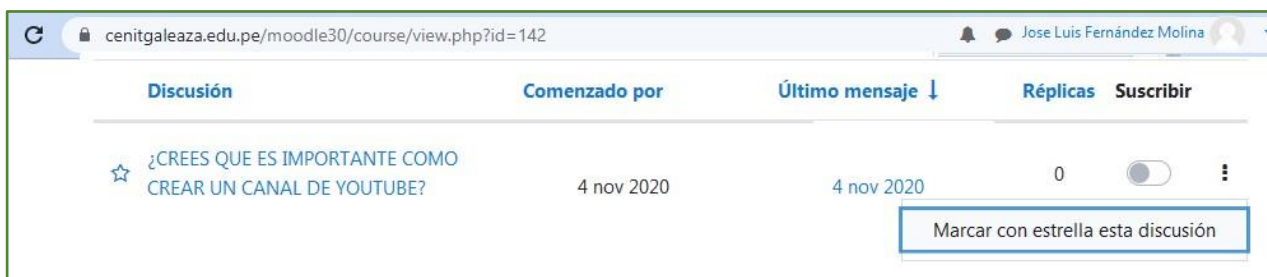 cenitgaleaza.edu.pe/moodle30/course/view.php?id=142 Jose Luis Fernández Molina
Discusión Comenzado por Último mensaje ↓ Réplicas Suscribir
¿CREES QUE ES IMPORTANTE COMO
CREAR UN CANAL DE YOUTUBE? 4 nov 2020 4 nov 2020 0
Marcar con estrella esta discusión